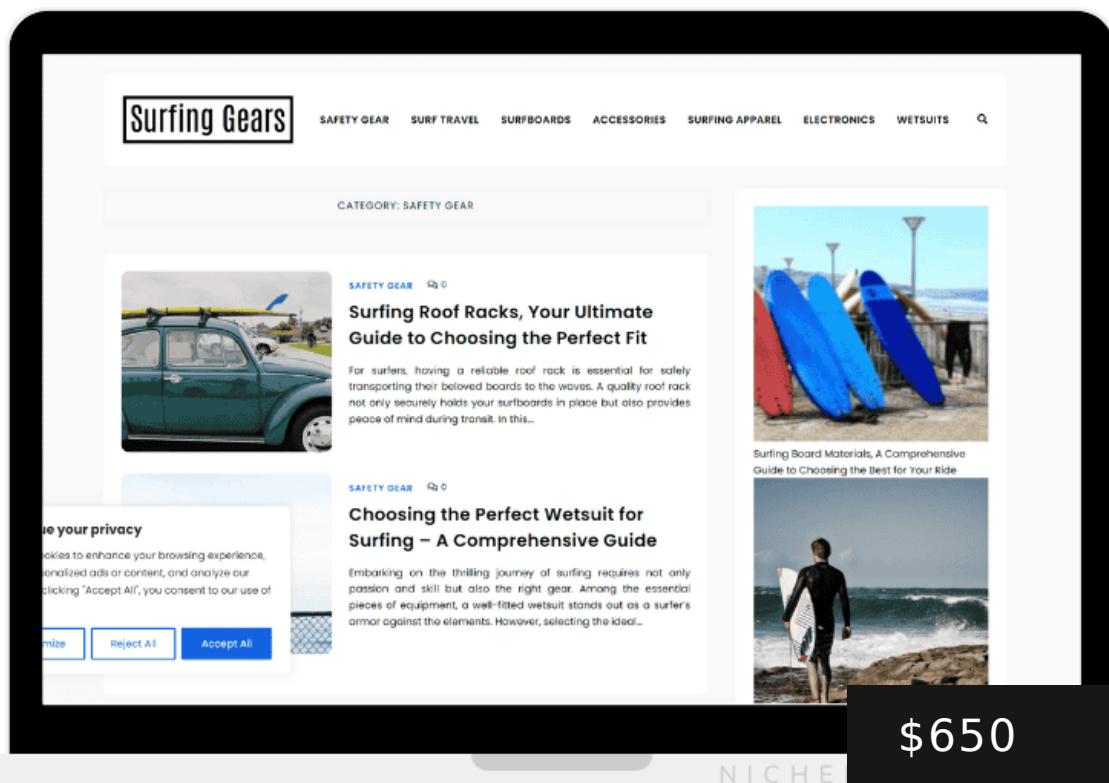 Surfing Gears
SAFETY GEAR SURF TRAVEL SURFBOARDS ACCESSORIES SURFING APPAREL ELECTRONICS WETSUITS
CATEGORY: SAFETY GEAR
SAFETY GEAR 0
Surfing Roof Racks, Your Ultimate
Guide to Choosing the Perfect Fit
For surfers, having a reliable roof rack is essential for safely
transporting their beloved boards to the waves. A quality roof rack
not only securely holds your surfboards in place but also provides
peace of mind during transit. In this...
SAFETY GEAR 0
Choosing the Perfect Wetsuit for
Surfing – A Comprehensive Guide
Embarking on the thrilling journey of surfing requires not only
passion and skill but also the right gear. Among the essential
pieces of equipment, a well-fitted wetsuit stands out as a surfer's
armor against the elements. However, selecting the ideal...
Surfing Board Materials, A Comprehensive
Guide to Choosing the Best for Your Ride
ue your privacy
okies to enhance your browsing experience,
onalized ads or content, and analyze our
clicking "Accept All", you consent to our use of
mize Reject All Accept All
$650
NICHE